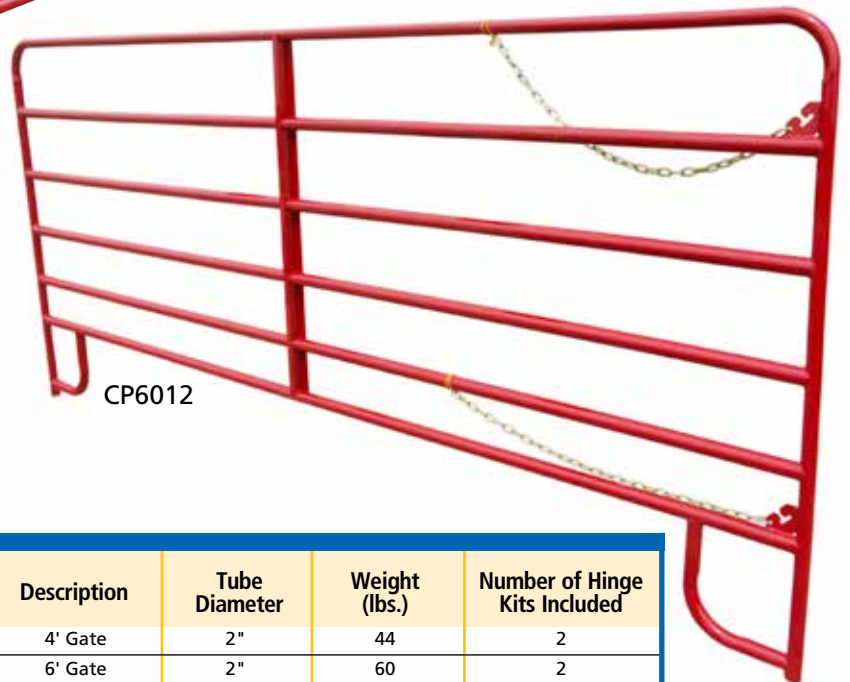 CP6012
Description Tube Diameter Weight (lbs.) Number of Hinge Kits Included
4' Gate 2" 44 2
6' Gate 2" 60 2